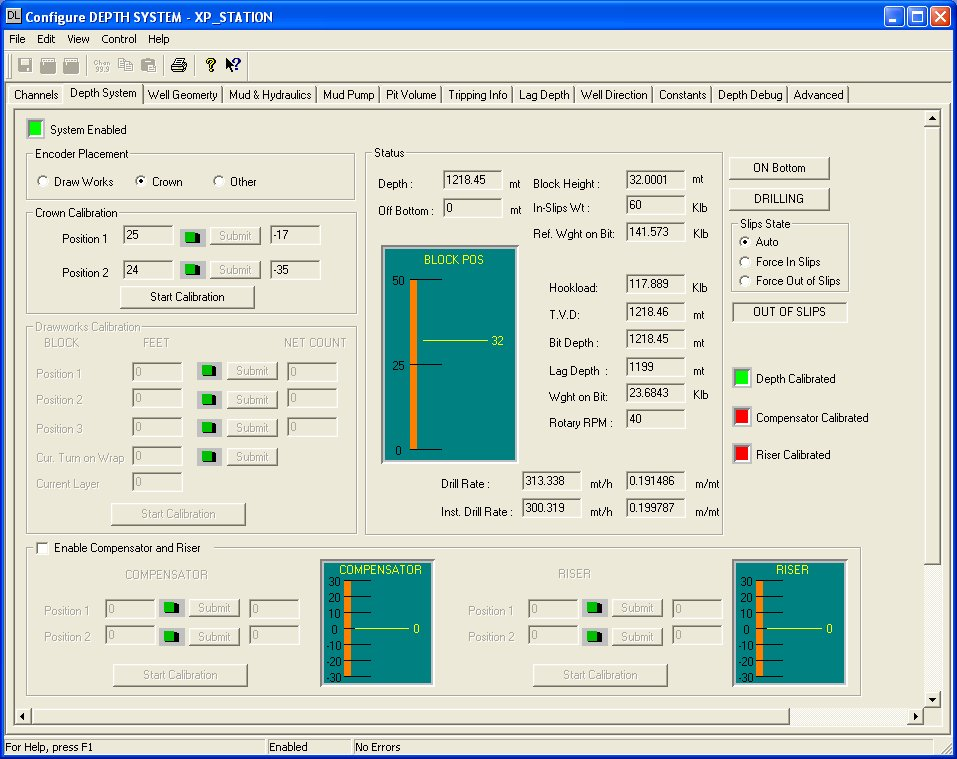 DL Configure DEPTH SYSTEM - XP_STATION
File Edit View Control Help
Channels Depth System Well Geomerty Mud & Hydraulics Mud Pump Pit Volume Tripping Info Lag Depth Well Direction Constants Depth Debug Advanced
System Enabled
Encoder Placement
Draw Works Crown Other
Crown Calibration
Position 1 25 Submit -17
Position 2 24 Submit -35
Start Calibration
Drawworks Calibration
BLOCK FEET NET COUNT
Position 1 0 Submit 0
Position 2 0 Submit 0
Position 3 0 Submit 0
Cur. Turn on Wrap 0 Submit
Current Layer 0
Start Calibration
Status
Depth : 1218.45 mt
Off Bottom : 0 mt
Block Height : 32.0001 mt
In-Slips Wt : 60 Klb
Ref. Wght on Bit: 141.573 Klb
BLOCK POS
50
32
25
0
Hookload: 117.889 Klb
T.V.D: 1218.46 mt
Bit Depth : 1218.45 mt
Lag Depth : 1199 mt
Wght on Bit: 23.6843 Klb
Rotary RPM : 40
Drill Rate : 313.338 mt/h 0.191486 m/mt
Inst. Drill Rate : 300.319 mt/h 0.199787 m/mt
ON Bottom
DRILLING
Slips State
Auto
Force In Slips
Force Out of Slips
OUT OF SLIPS
Depth Calibrated
Compensator Calibrated
Riser Calibrated
Enable Compensator and Riser
COMPENSATOR
Position 1 0 Submit 0
Position 2 0 Submit 0
Start Calibration
COMPENSATOR
30
20
10
0 0
-10
-20
-30
RISER
Position 1 0 Submit 0
Position 2 0 Submit 0
Start Calibration
RISER
30
20
10
0 0
-10
-20
-30
For Help, press F1 Enabled No Errors